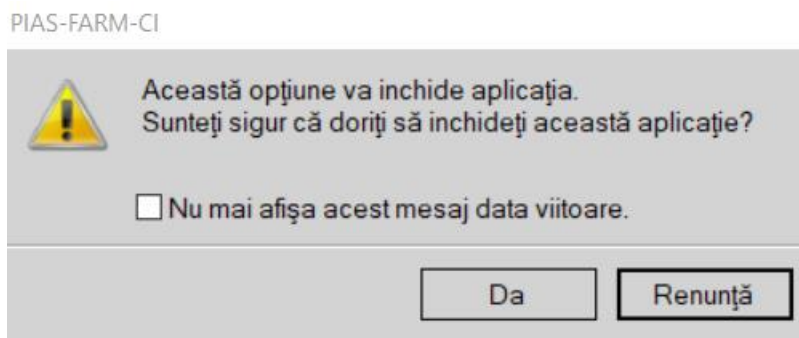 PIAS-FARM-CI
Această opţiune va inchide aplicaţia.
Sunteţi sigur că doriţi să inchideţi această aplicaţie?
Nu mai afişa acest mesaj data viitoare.
Da
Renunţă